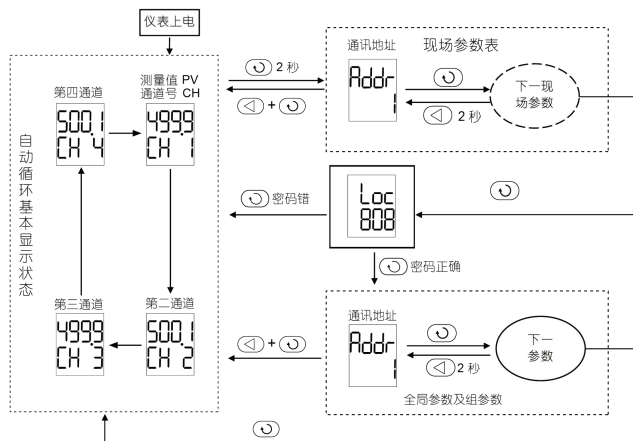 仪表上电
2 秒
通讯地址
现场参数表
Addr
1
下一现
场参数
2 秒
+
测量值 PV
通道号 CH
第四通道
500.1
CH 4
499.9
CH 1
自动循环基本显示状态
密码错
Loc
808
密码正确
第三通道
499.9
CH 3
第二通道
500.1
CH 2
+
通讯地址
Addr
1
2 秒
下一
参数
全局参数及组参数